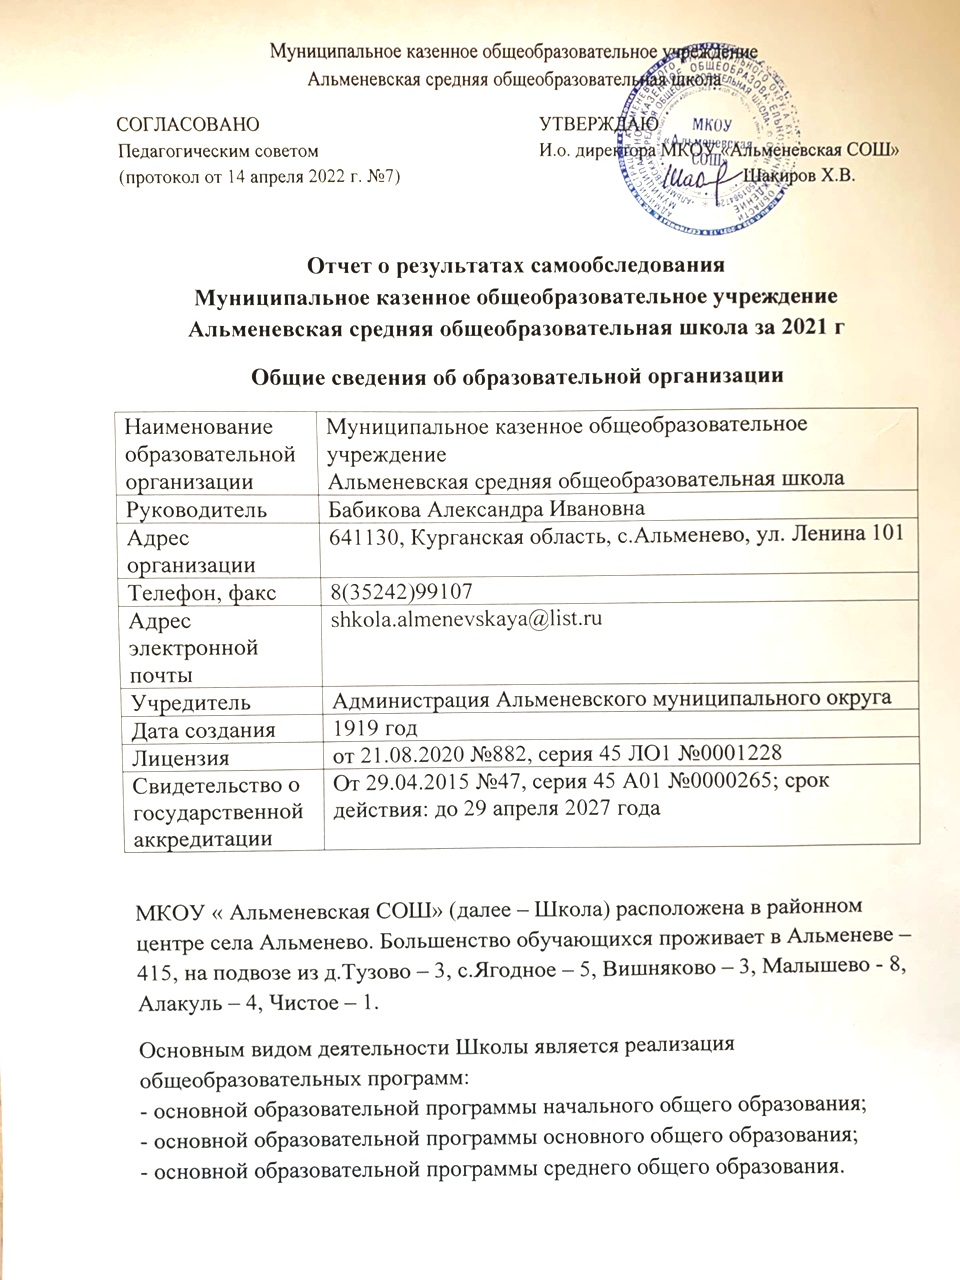 Муниципальное казенное общеобразовательное учреждение
Альменевская средняя общеобразовательная школа
СОГЛАСОВАНО
Педагогическим советом
(протокол от 14 апреля 2022 г. №7)
УТВЕРЖДАЮ
И.о. директора МКОУ «Альменевская СОШ»
Шакиров Х.В.
МКОУ
«Альменевская
СОШ»
Отчет о результатах самообследования
Муниципальное казенное общеобразовательное учреждение
Альменевская средняя общеобразовательная школа за 2021 г
Общие сведения об образовательной организации
Наименование
образовательной
организации
Муниципальное казенное общеобразовательное
учреждение
Альменевская средняя общеобразовательная школа
Руководитель
Бабикова Александра Ивановна
Адрес
организации
641130, Курганская область, с.Альменево, ул. Ленина 101
Телефон, факс
8(35242)99107
Адрес
электронной
почты
shkola.almenevskaya@list.ru
Учредитель
Администрация Альменевского муниципального округа
Дата создания
1919 год
Лицензия
от 21.08.2020 №882, серия 45 ЛО1 №0001228
Свидетельство о
государственной
аккредитации
От 29.04.2015 №47, серия 45 А01 №0000265; срок
действия: до 29 апреля 2027 года
МКОУ « Альменевская СОШ» (далее – Школа) расположена в районном
центре села Альменево. Большенство обучающихся проживает в Альменеве –
415, на подвозе из д.Тузово – 3, с.Ягодное – 5, Вишняково – 3, Малышево - 8,
Алакуль – 4, Чистое – 1.
Основным видом деятельности Школы является реализация
общеобразовательных программ:
- основной образовательной программы начального общего образования;
- основной образовательной программы основного общего образования;
- основной образовательной программы среднего общего образования.